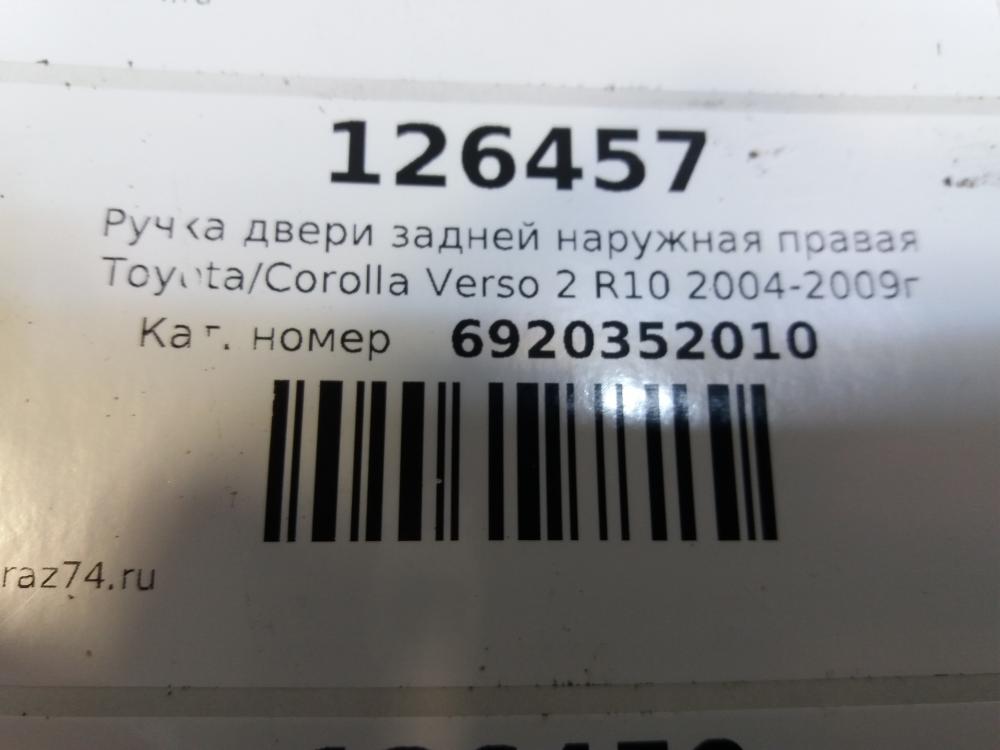 126457
Ручка двери задней наружная правая
Toyota/Corolla Verso 2 R10 2004-2009г
Кат. номер 6920352010
raz74.ru